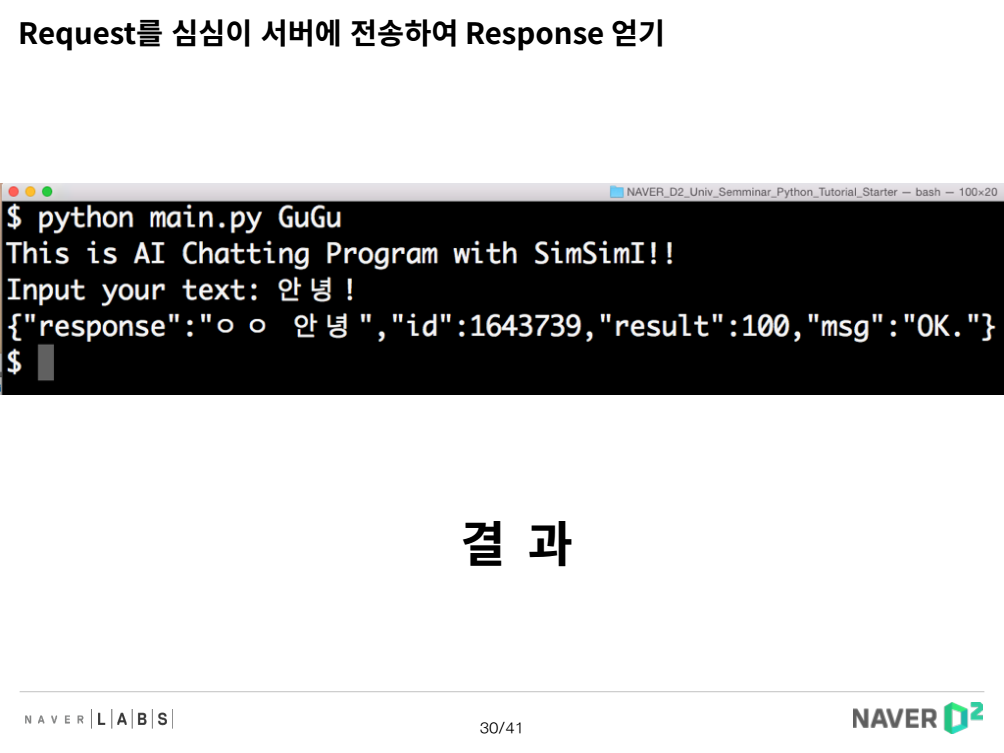 Request를 심심이 서버에 전송하여 Response 얻기
NAVER_D2_Univ_Semminar_Python_Tutorial_Starter — bash — 100×20
$ python main.py GuGu
This is AI Chatting Program with SimSimI!!
Input your text: 안녕!
{"response":"ㅇㅇ 안녕","id":1643739,"result":100,"msg":"OK."}
$
결 과
NAVER LABS
30/41
NAVER D2